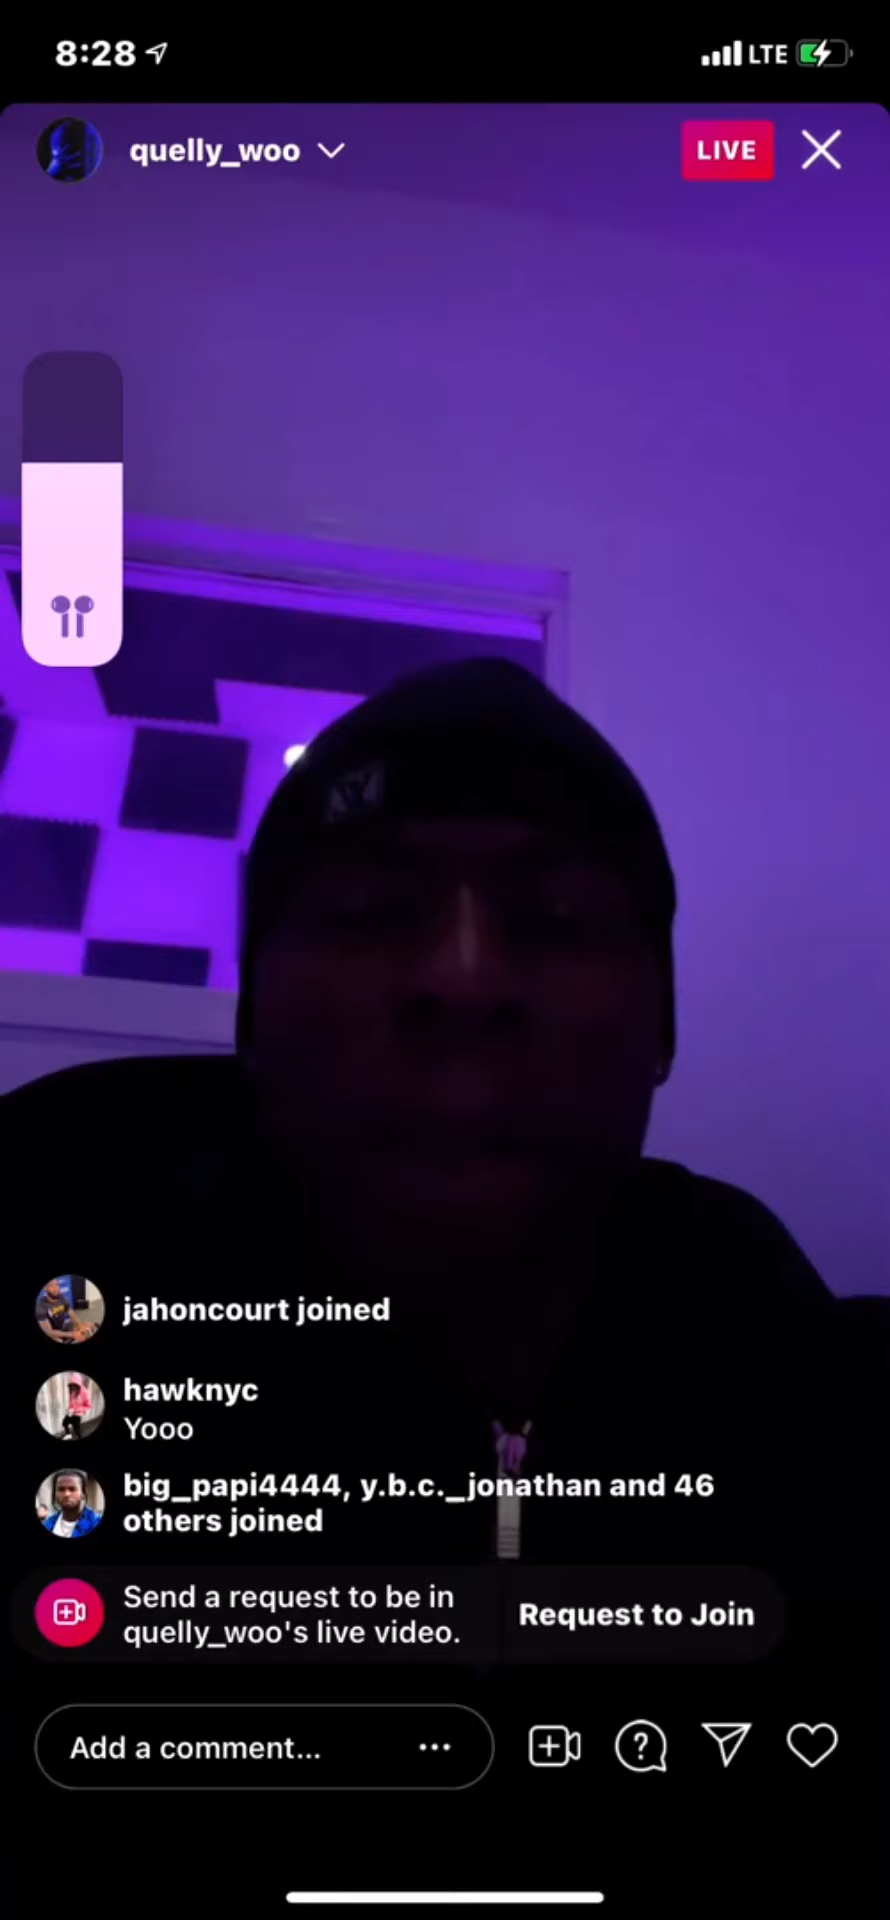 8:28
LTE
quelly_woo
LIVE
jahoncourt joined
hawknyc
Yooo
big_papi4444, y.b.c._jonathan and 46
others joined
Send a request to be in
quelly_woo's live video.
Request to Join
Add a comment...